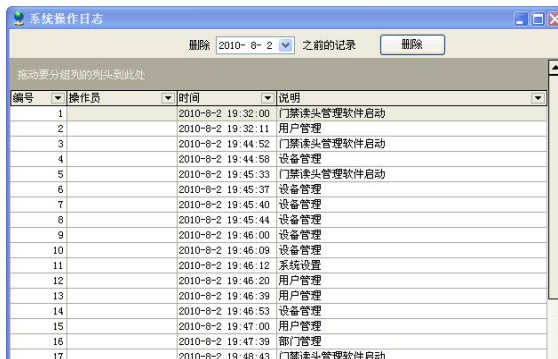 系统操作日志
删除 2010- 8- 2 之前的记录 删除
拖动要分组列的列头到此处
编号 操作员 时间 说明
1 2010-8-2 19:32:00 门禁读头管理软件启动
2 2010-8-2 19:32:11 用户管理
3 2010-8-2 19:44:52 门禁读头管理软件启动
4 2010-8-2 19:44:58 设备管理
5 2010-8-2 19:45:33 门禁读头管理软件启动
6 2010-8-2 19:45:37 设备管理
7 2010-8-2 19:45:40 设备管理
8 2010-8-2 19:45:44 设备管理
9 2010-8-2 19:46:00 设备管理
10 2010-8-2 19:46:09 设备管理
11 2010-8-2 19:46:12 系统设置
12 2010-8-2 19:46:20 用户管理
13 2010-8-2 19:46:39 用户管理
14 2010-8-2 19:46:53 设备管理
15 2010-8-2 19:47:00 用户管理
16 2010-8-2 19:47:39 部门管理
17 2010-8-2 19:48:43 门禁读头管理软件启动